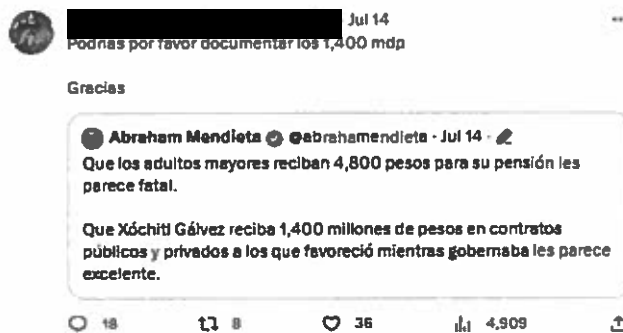 Jul 14
Podrías por favor documentar los 1,400 mdp
Gracias
Abraham Mendieta @abrahamendieta · Jul 14 ·
Que los adultos mayores reciban 4,800 pesos para su pensión les
parece fatal.
Que Xóchitl Gálvez reciba 1,400 millones de pesos en contratos
públicos y privados a los que favoreció mientras gobernaba les parece
excelente.
18 8 36 4,909